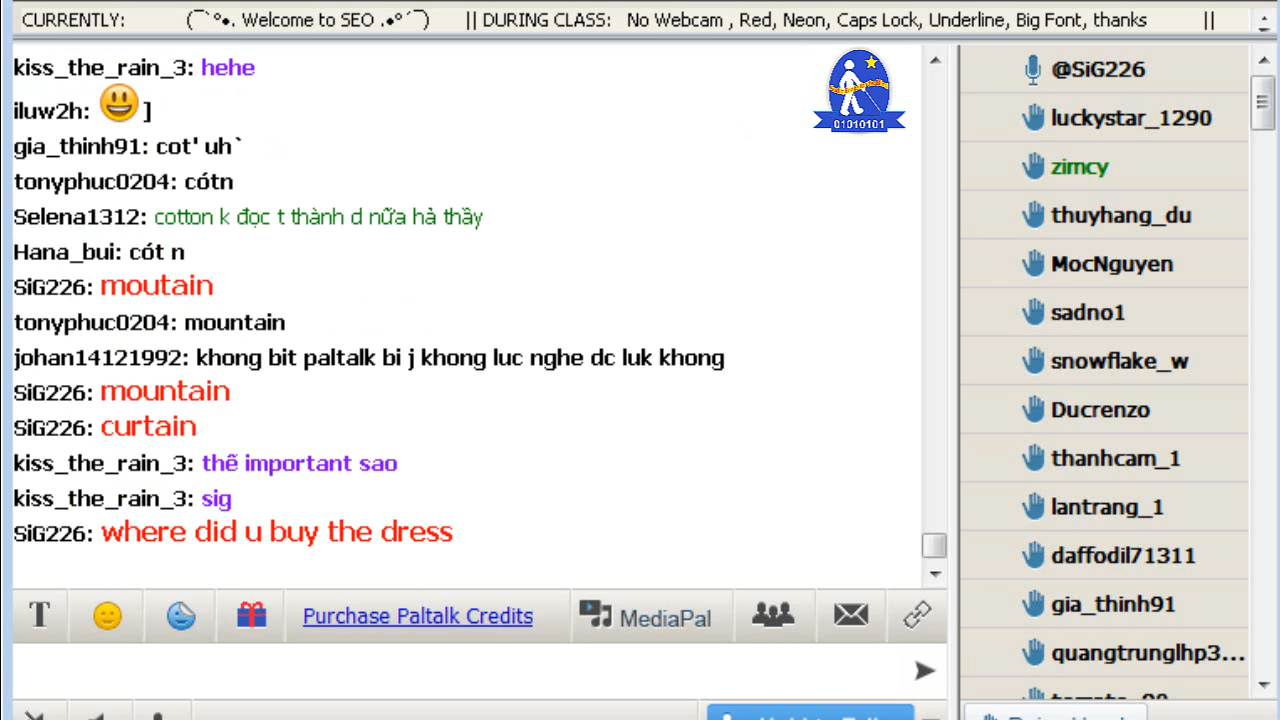 CURRENTLY: (¯`°•. Welcome to SEO .•°´¯) || DURING CLASS: No Webcam , Red, Neon, Caps Lock, Underline, Big Font, thanks ||
kiss_the_rain_3: hehe
iluw2h: 😃 ]
gia_thinh91: cot' uh`
tonyphuc0204: cótn
Selena1312: cotton k đọc t thành d nữa hả thầy
Hana_bui: cót n
SiG226: moutain
tonyphuc0204: mountain
johan14121992: khong bit paltalk bi j khong luc nghe dc luk khong
SiG226: mountain
SiG226: curtain
kiss_the_rain_3: thế important sao
kiss_the_rain_3: sig
SiG226: where did u buy the dress
T
Purchase Paltalk Credits
MediaPal
01010101
@SiG226
luckystar_1290
zimcy
thuyhang_du
MocNguyen
sadno1
snowflake_w
Ducrenzo
thanhcam_1
lantrang_1
daffodil71311
gia_thinh91
quangtrunglhp3...